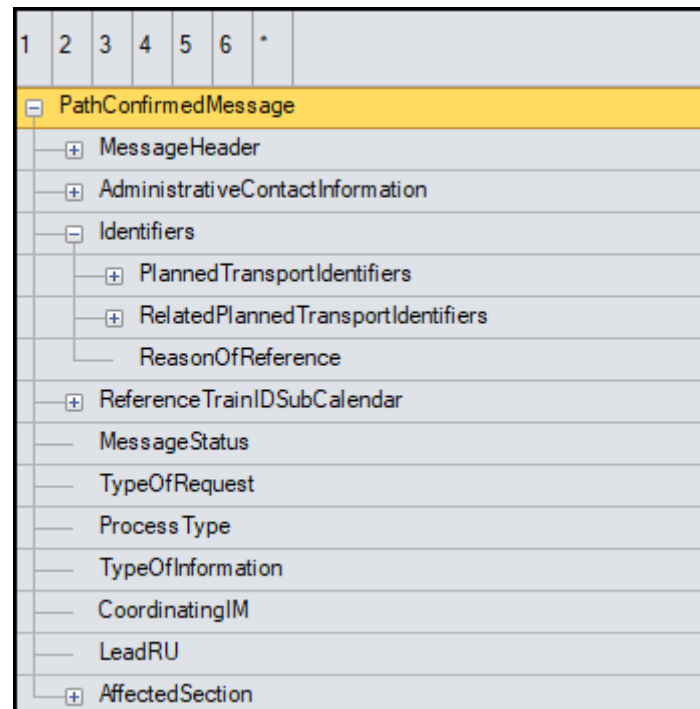 1 2 3 4 5 6 *
PathConfirmedMessage
MessageHeader
AdministrativeContactInformation
Identifiers
PlannedTransportIdentifiers
RelatedPlannedTransportIdentifiers
ReasonOfReference
ReferenceTrainIDSubCalendar
MessageStatus
TypeOfRequest
ProcessType
TypeOfInformation
CoordinatingIM
LeadRU
AffectedSection